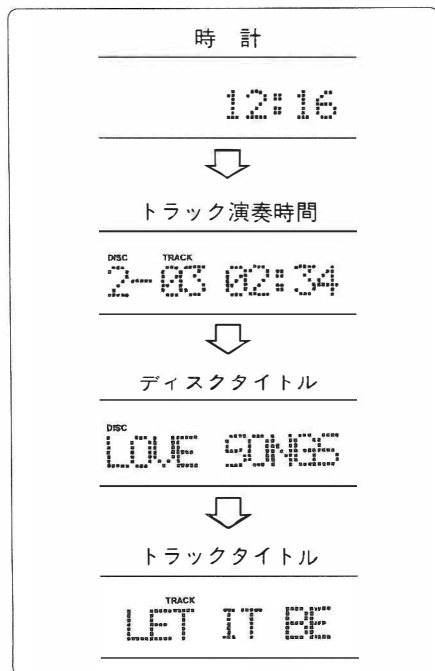 時 計
12:16
トラック演奏時間
DISC TRACK
2-03 02:34
ディスクタイトル
DISC
LOVE SONGS
トラックタイトル
TRACK
LET IT BE